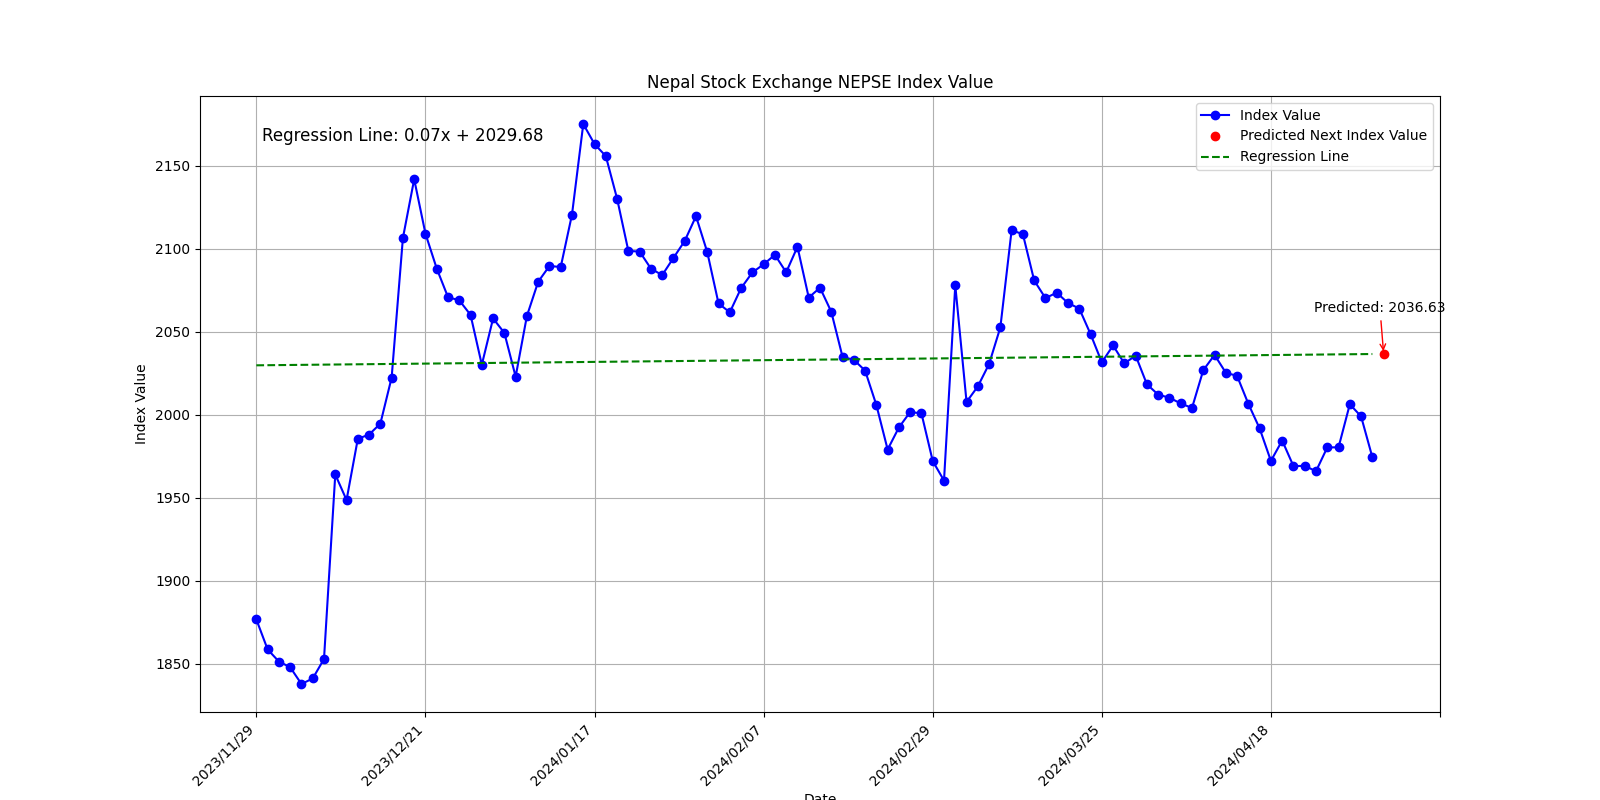 Nepal Stock Exchange NEPSE Index Value
Regression Line: 0.07x + 2029.68
Index Value
Predicted Next Index Value
Regression Line
Predicted: 2036.63
2150
2100
2050
2000
1950
1900
1850
Index Value
2023/11/29
2023/12/21
2024/01/17
2024/02/07
2024/02/29
2024/03/25
2024/04/18
Date